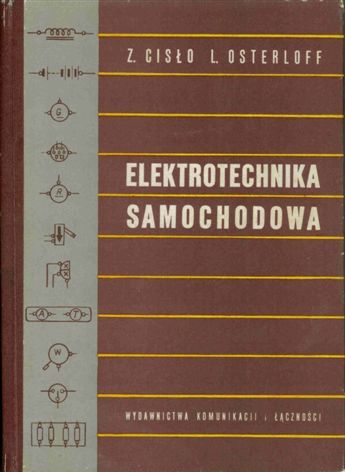 Z. CISŁO L. OSTERLOFF
ELEKTROTECHNIKA
SAMOCHODOWA
G
R
A T
W
WYDAWNICTWA KOMUNIKACJI i ŁĄCZNOŚCI